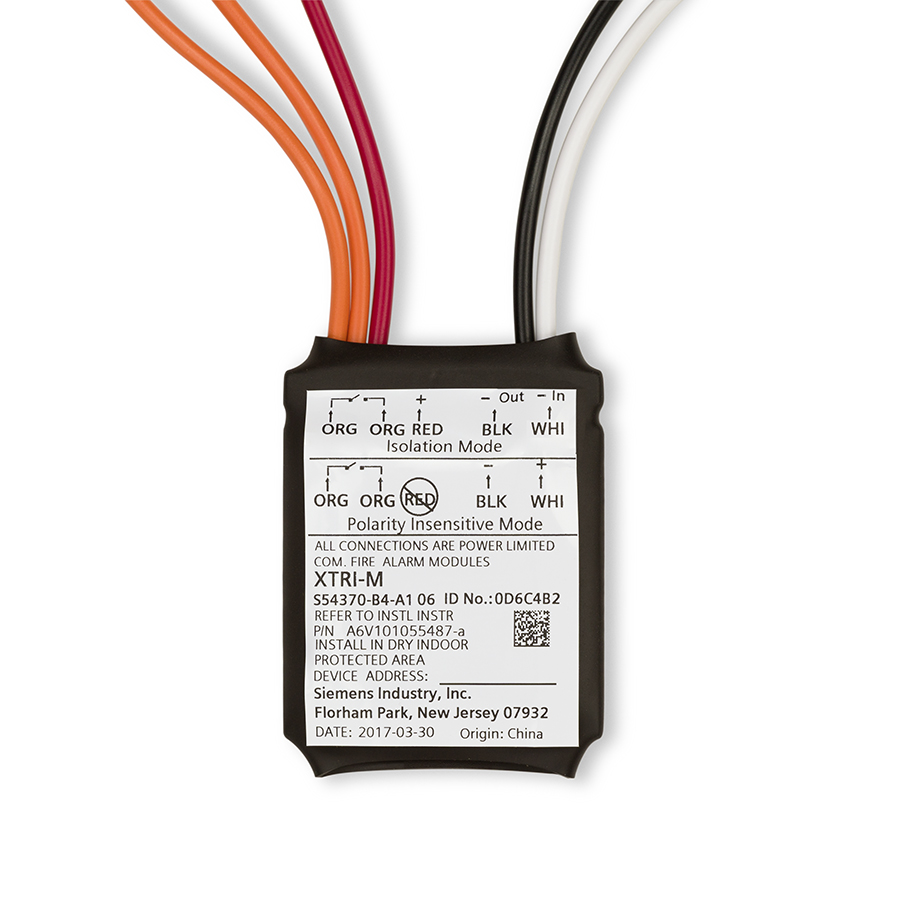 + − Out − In
ORG ORG RED BLK WHI
Isolation Mode
− +
ORG ORG RED BLK WHI
Polarity Insensitive Mode
ALL CONNECTIONS ARE POWER LIMITED
COM. FIRE ALARM MODULES
XTRI-M
S54370-B4-A1 06 ID No.:0D6C4B2
REFER TO INSTL INSTR
P/N A6V101055487-a
INSTALL IN DRY INDOOR
PROTECTED AREA
DEVICE ADDRESS:
Siemens Industry, Inc.
Florham Park, New Jersey 07932
DATE: 2017-03-30 Origin: China